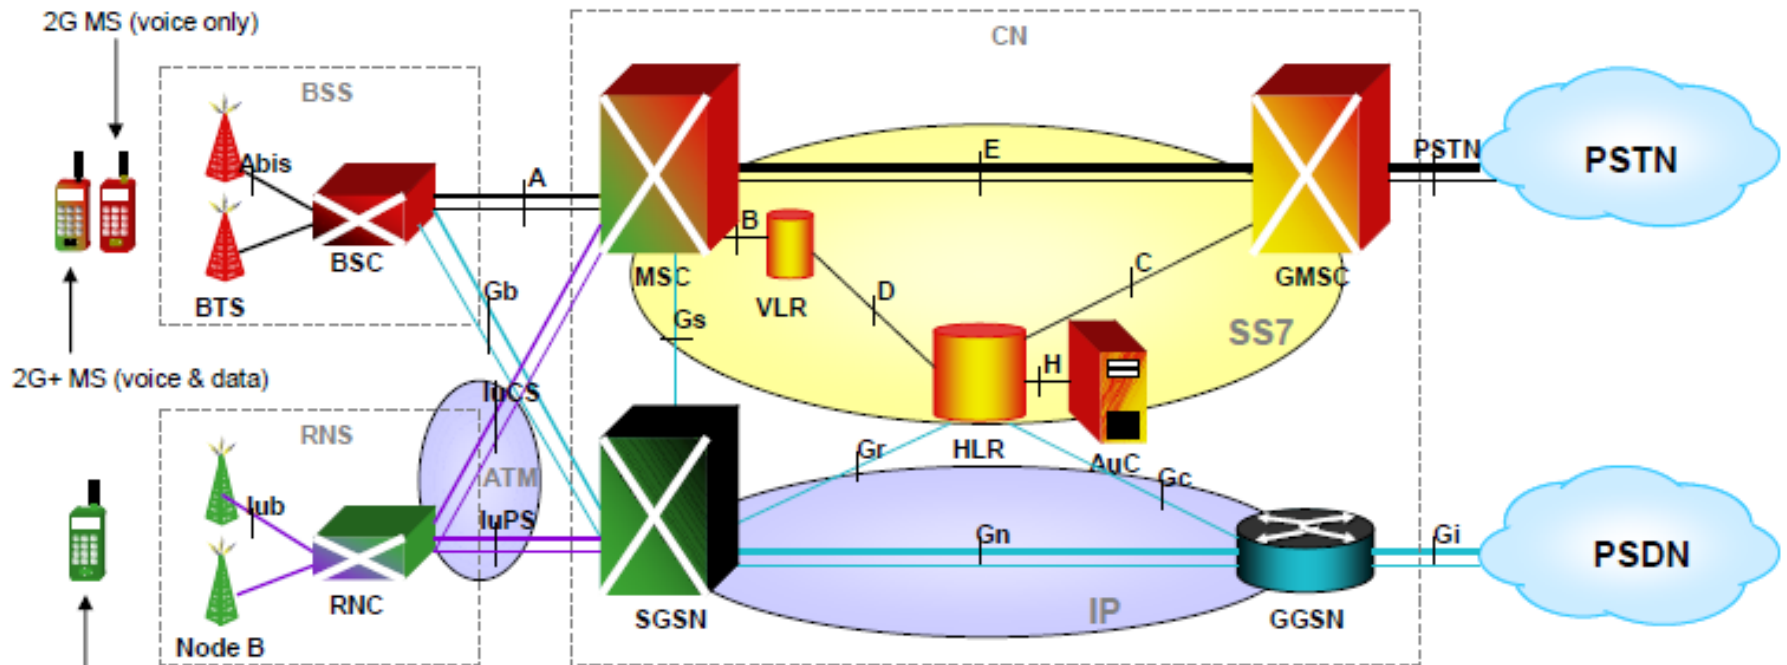 2G MS (voice only)
CN
BSS
Abis
A
E
PSTN
PSTN
BSC
BTS
MSC
B
VLR
D
C
GMSC
Gb
Gs
SS7
H
2G+ MS (voice & data)
IuCS
RNS
ATM
Gr
HLR
AuC
Gc
Iub
IuPS
Gn
Gi
PSDN
RNC
SGSN
IP
GGSN
Node B